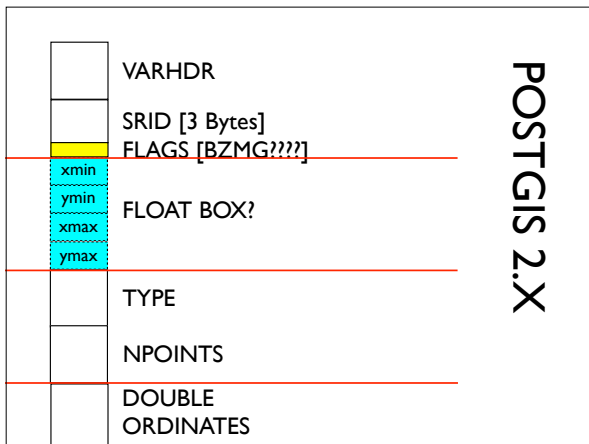 VARHDR
SRID [3 Bytes]
FLAGS [BZMG????]
xmin
ymin
xmax
ymax
FLOAT BOX?
TYPE
NPOINTS
DOUBLE
ORDINATES
POSTGIS 2.X